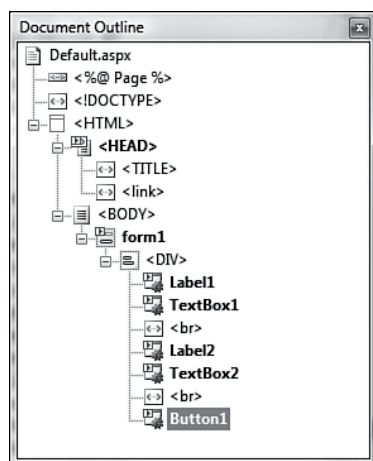 Document Outline
Default.aspx
<%@ Page %>
<!DOCTYPE>
<HTML>
<HEAD>
<TITLE>
<link>
<BODY>
form1
<DIV>
Label1
TextBox1
<br>
Label2
TextBox2
<br>
Button1